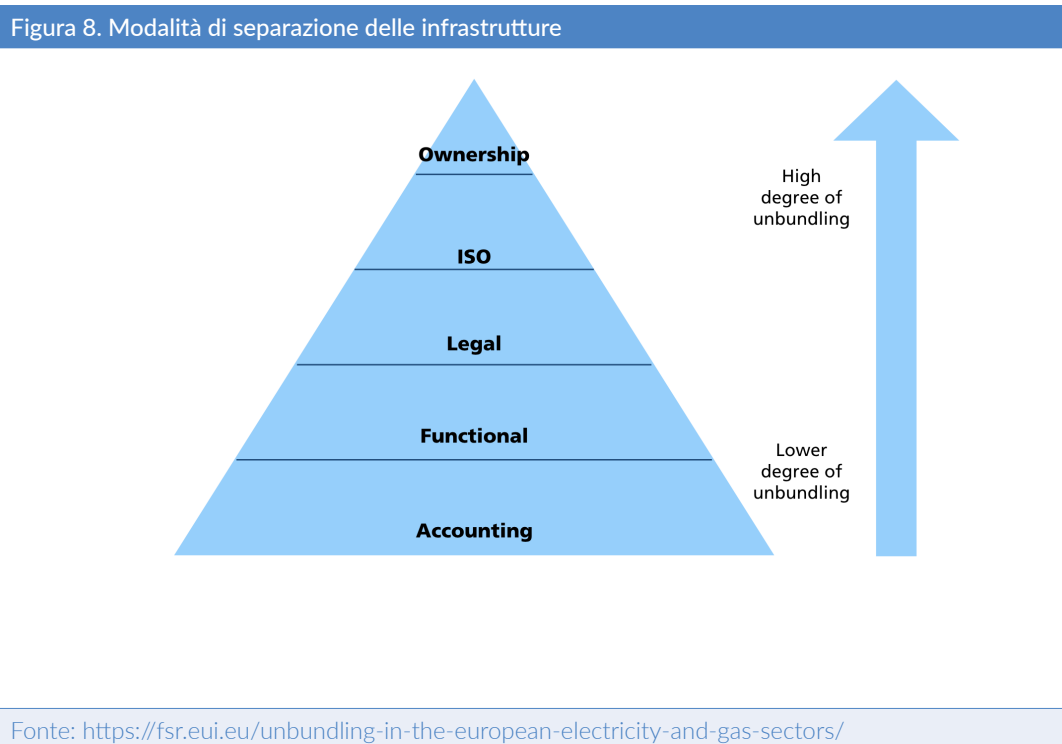 Figura 8. Modalità di separazione delle infrastrutture
Ownership
ISO
Legal
Functional
Accounting
High
degree of
unbundling
Lower
degree of
unbundling
Fonte: https://fsr.eui.eu/unbundling-in-the-european-electricity-and-gas-sectors/